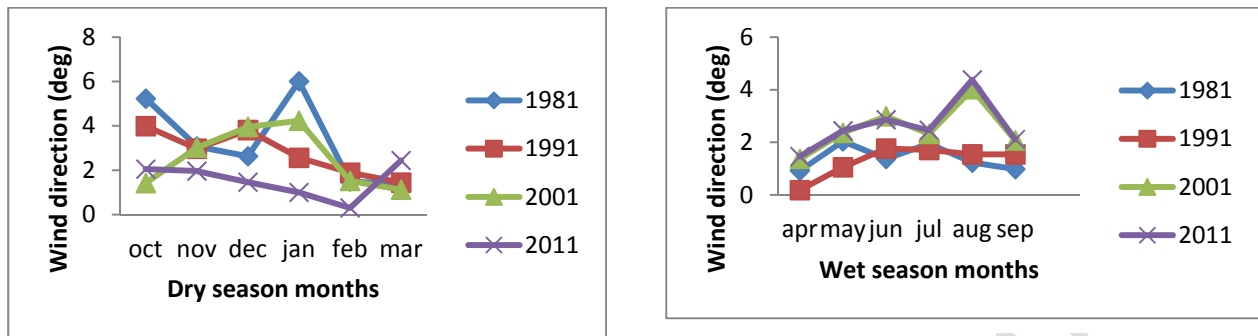 Wind direction (deg)
8
6
4
2
0
oct nov dec jan feb mar
Dry season months
1981
1991
2001
2011
Wind direction (deg)
6
4
2
0
apr may jun jul aug sep
Wet season months
1981
1991
2001
2011